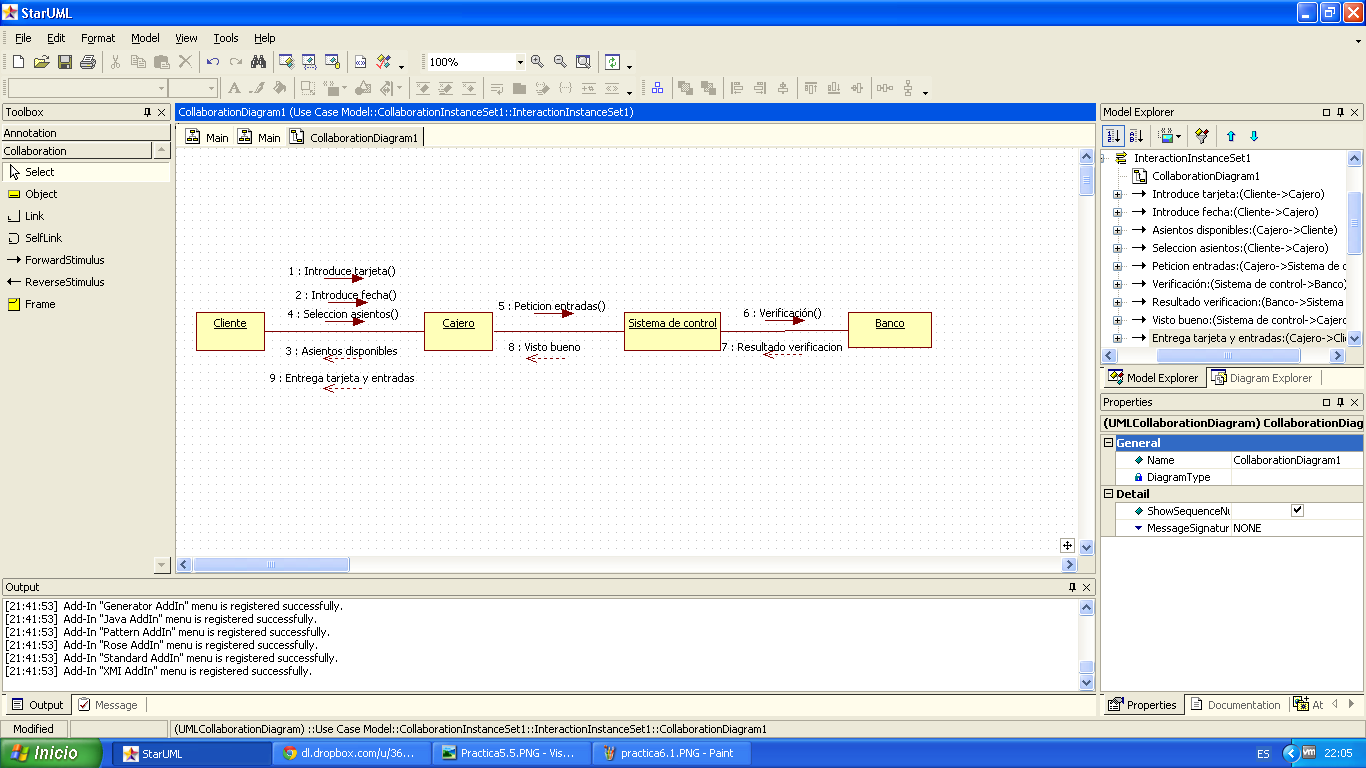 StarUML
File Edit Format Model View Tools Help
100%
Toolbox
Annotation
Collaboration
Select
Object
Link
SelfLink
ForwardStimulus
ReverseStimulus
Frame
CollaborationDiagram1 (Use Case Model::CollaborationInstanceSet1::InteractionInstanceSet1)
Main Main CollaborationDiagram1
1 : Introduce tarjeta()
2 : Introduce fecha()
4 : Seleccion asientos()
5 : Peticion entradas()
6 : Verificación()
Cliente Cajero Sistema de control Banco
3 : Asientos disponibles
8 : Visto bueno
7 : Resultado verificacion
9 : Entrega tarjeta y entradas
Model Explorer
InteractionInstanceSet1
CollaborationDiagram1
Introduce tarjeta:(Cliente->Cajero)
Introduce fecha:(Cliente->Cajero)
Asientos disponibles:(Cajero->Cliente)
Seleccion asientos:(Cliente->Cajero)
Peticion entradas:(Cajero->Sistema de c
Verificación:(Sistema de control->Banco)
Resultado verificacion:(Banco->Sistema
Visto bueno:(Sistema de control->Cajero
Entrega tarjeta y entradas:(Cajero->Clie
Model Explorer Diagram Explorer
Properties
(UMLCollaborationDiagram) CollaborationDiag
General
Name CollaborationDiagram1
DiagramType
Detail
ShowSequenceNu
MessageSignatur NONE
Properties Documentation At
Output
[21:41:53] Add-In "Generator AddIn" menu is registered successfully.
[21:41:53] Add-In "Java AddIn" menu is registered successfully.
[21:41:53] Add-In "Pattern AddIn" menu is registered successfully.
[21:41:53] Add-In "Rose AddIn" menu is registered successfully.
[21:41:53] Add-In "Standard AddIn" menu is registered successfully.
[21:41:53] Add-In "XMI AddIn" menu is registered successfully.
Output Message
Modified (UMLCollaborationDiagram) ::Use Case Model::CollaborationInstanceSet1::InteractionInstanceSet1::CollaborationDiagram1
Inicio StarUML dl.dropbox.com/u/36... Practica5.5.PNG - Vis... practica6.1.PNG - Paint ES 22:05